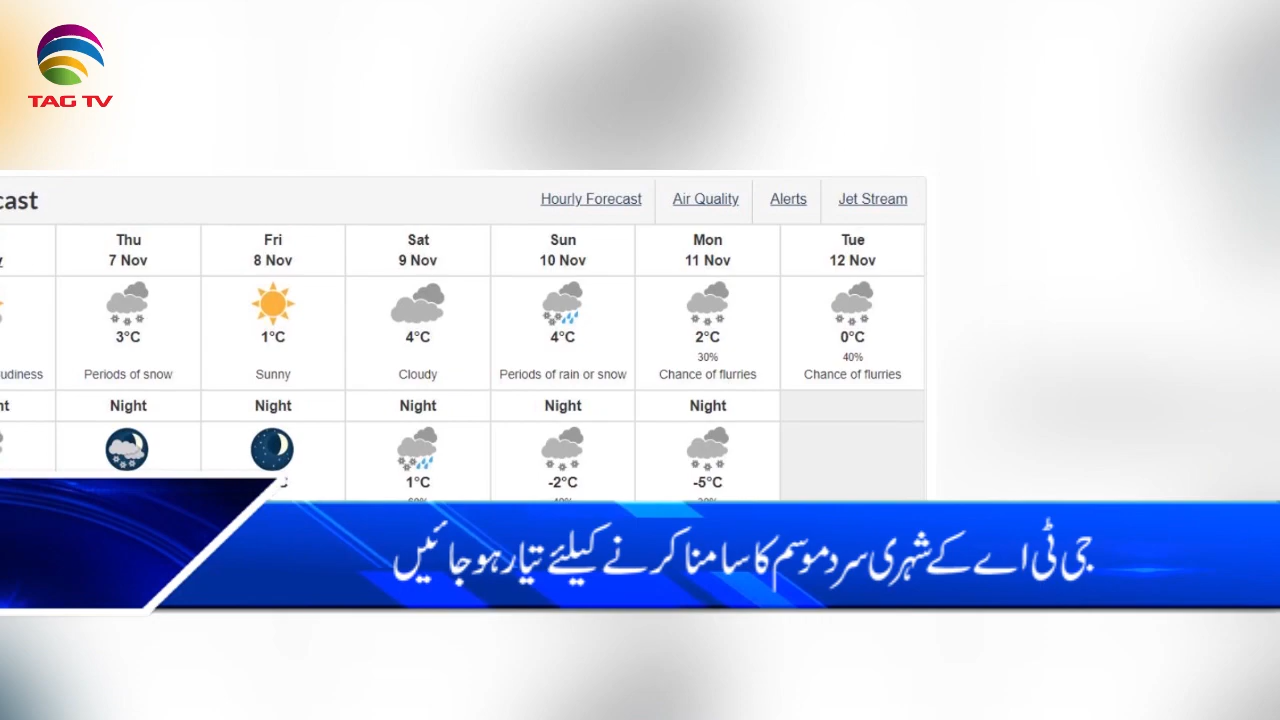 TAG TV
cast
Hourly Forecast Air Quality Alerts Jet Stream
Thu Fri Sat Sun Mon Tue
7 Nov 8 Nov 9 Nov 10 Nov 11 Nov 12 Nov
3°C 1°C 4°C 4°C 2°C 0°C
30% 40%
udiness Periods of snow Sunny Cloudy Periods of rain or snow Chance of flurries Chance of flurries
Night Night Night Night Night
1°C -2°C -5°C
جی ٹی اے کے شہری سرد موسم کا سامنا کرنے کیلئے تیار ہو جائیں